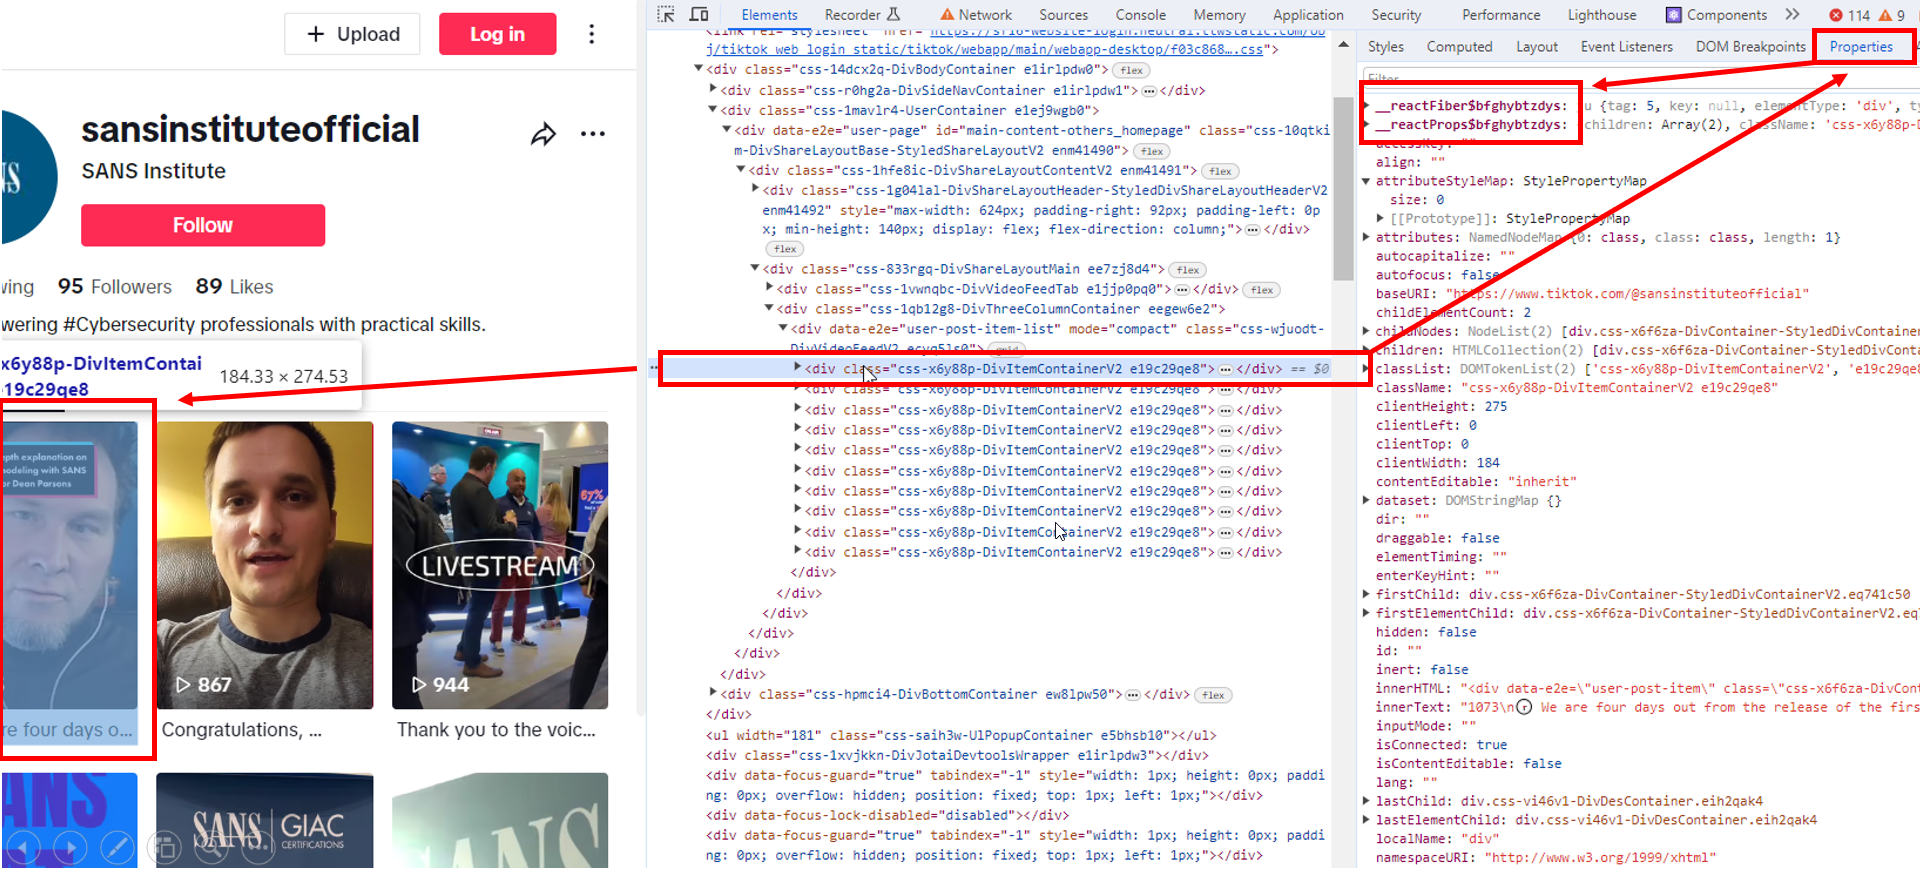 Upload
Log in
sansinstituteofficial
SANS Institute
Follow
95 Followers 89 Likes
wering #Cybersecurity professionals with practical skills.
x6y88p-DivItemContai
19c29qe8
184.33 × 274.53
epth explanation on
modeling with SANS
or Dean Parsons
867
LIVESTREAM
67%
944
re four days o...
Congratulations, ...
Thank you to the voic...
SANS GIAC
CERTIFICATIONS
Elements
Recorder
Network
Sources
Console
Memory
Application
Security
Performance
Lighthouse
Components
114
9
j/tiktok_web_login_static/tiktok/webapp/main/webapp-desktop/f03c868….css">
<div class="css-14dcx2q-DivBodyContainer e1irlpdw0"> flex
<div class="css-r0hg2a-DivSideNavContainer e1irlpdw1"> … </div>
<div class="css-1mavlr4-UserContainer e1ej9wgb0">
<div data-e2e="user-page" id="main-content-others_homepage" class="css-10qtki
m-DivShareLayoutBase-StyledShareLayoutV2 enm41490"> flex
<div class="css-1hfe8ic-DivShareLayoutContentV2 enm41491"> flex
<div class="css-1g04lal-DivShareLayoutHeader-StyledDivShareLayoutHeaderV2
enm41492" style="max-width: 624px; padding-right: 92px; padding-left: 0p
x; min-height: 140px; display: flex; flex-direction: column;"> … </div>
flex
<div class="css-833rgq-DivShareLayoutMain ee7zj8d4"> flex
<div class="css-1vwnqbc-DivVideoFeedTab e1jjp0pq0"> … </div> flex
<div class="css-1qb12g8-DivThreeColumnContainer eegew6e2">
<div data-e2e="user-post-item-list" mode="compact" class="css-wjuodt-
DivVideoFeedV2 ecyq5ls0"> grid
<div class="css-x6y88p-DivItemContainerV2 e19c29qe8"> … </div> == $0
<div class="css-x6y88p-DivItemContainerV2 e19c29qe8"> … </div>
<div class="css-x6y88p-DivItemContainerV2 e19c29qe8"> … </div>
<div class="css-x6y88p-DivItemContainerV2 e19c29qe8"> … </div>
<div class="css-x6y88p-DivItemContainerV2 e19c29qe8"> … </div>
<div class="css-x6y88p-DivItemContainerV2 e19c29qe8"> … </div>
<div class="css-x6y88p-DivItemContainerV2 e19c29qe8"> … </div>
<div class="css-x6y88p-DivItemContainerV2 e19c29qe8"> … </div>
<div class="css-x6y88p-DivItemContainerV2 e19c29qe8"> … </div>
<div class="css-x6y88p-DivItemContainerV2 e19c29qe8"> … </div>
</div>
</div>
</div>
</div>
</div>
</div>
<div class="css-hpmci4-DivBottomContainer ew8lpw50"> … </div> flex
</div>
<ul width="181" class="css-saih3w-UlPopupContainer e5bhsb10"></ul>
<div class="css-1xvjkkn-DivJotaiDevtoolsWrapper e1irlpdw3"></div>
<div data-focus-guard="true" tabindex="-1" style="width: 1px; height: 0px; paddi
ng: 0px; overflow: hidden; position: fixed; top: 1px; left: 1px;"></div>
<div data-focus-lock-disabled="disabled"></div>
<div data-focus-guard="true" tabindex="-1" style="width: 1px; height: 0px; paddi
ng: 0px; overflow: hidden; position: fixed; top: 1px; left: 1px;"></div>
Styles
Computed
Layout
Event Listeners
DOM Breakpoints
Properties
Filter
__reactFiber$bfghybtzdys: u {tag: 5, key: null, elementType: 'div', ty
__reactProps$bfghybtzdys: children: Array(2), className: 'css-x6y88p-D
accessKey: ""
align: ""
attributeStyleMap: StylePropertyMap
size: 0
[[Prototype]]: StylePropertyMap
attributes: NamedNodeMap {0: class, class: class, length: 1}
autocapitalize: ""
autofocus: false
baseURI: "https://www.tiktok.com/@sansinstituteofficial"
childElementCount: 2
childNodes: NodeList(2) [div.css-x6f6za-DivContainer-StyledDivContainer
children: HTMLCollection(2) [div.css-x6f6za-DivContainer-StyledDivConta
classList: DOMTokenList(2) ['css-x6y88p-DivItemContainerV2', 'e19c29qe
className: "css-x6y88p-DivItemContainerV2 e19c29qe8"
clientHeight: 275
clientLeft: 0
clientTop: 0
clientWidth: 184
contentEditable: "inherit"
dataset: DOMStringMap {}
dir: ""
draggable: false
elementTiming: ""
enterKeyHint: ""
firstChild: div.css-x6f6za-DivContainer-StyledDivContainerV2.eq741c50
firstElementChild: div.css-x6f6za-DivContainer-StyledDivContainerV2.eq7
hidden: false
id: ""
inert: false
innerHTML: "<div data-e2e=\"user-post-item\" class=\"css-x6f6za-DivCont
innerText: "1073\nⓡ We are four days out from the release of the firs
inputMode: ""
isConnected: true
isContentEditable: false
lang: ""
lastChild: div.css-vi46v1-DivDesContainer.eih2qak4
lastElementChild: div.css-vi46v1-DivDesContainer.eih2qak4
localName: "div"
namespaceURI: "http://www.w3.org/1999/xhtml"